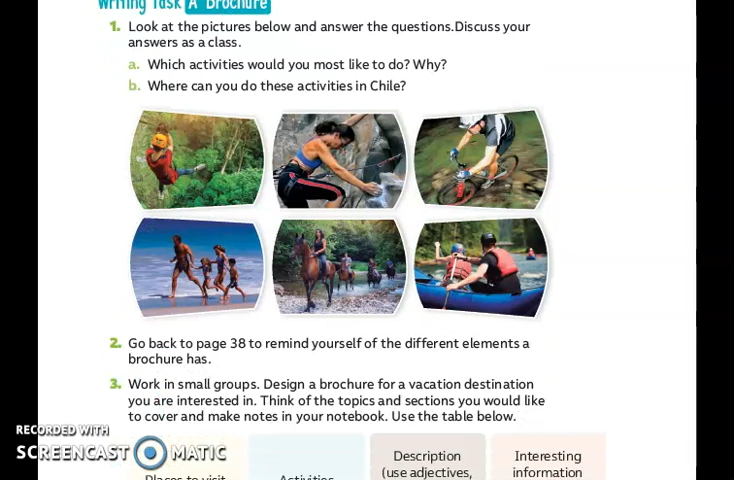 Writing Task A Brochure
1. Look at the pictures below and answer the questions.Discuss your
answers as a class.
a. Which activities would you most like to do? Why?
b. Where can you do these activities in Chile?
2. Go back to page 38 to remind yourself of the different elements a
brochure has.
3. Work in small groups. Design a brochure for a vacation destination
you are interested in. Think of the topics and sections you would like
to cover and make notes in your notebook. Use the table below.
RECORDED WITH
SCREENCAST MATIC
Places to visit
Activities
Description
(use adjectives,
Interesting
information